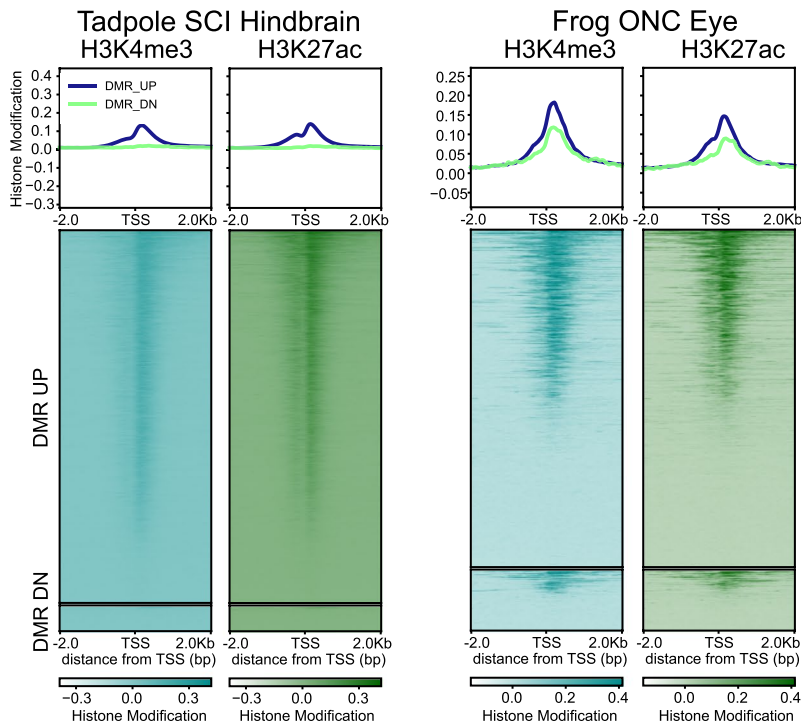 Tadpole SCI Hindbrain
Frog ONC Eye
H3K4me3
H3K27ac
H3K4me3
H3K27ac
Histone Modification
0.4
0.3
0.2
0.1
0.0
−0.1
−0.2
−0.3
DMR_UP
DMR_DN
0.25
0.20
0.15
0.10
0.05
0.00
−0.05
-2.0 TSS 2.0Kb
-2.0 TSS 2.0Kb
-2.0 TSS 2.0Kb
-2.0 TSS 2.0Kb
DMR UP
DMR DN
-2.0 TSS 2.0Kb
-2.0 TSS 2.0Kb
-2.0 TSS 2.0Kb
-2.0 TSS 2.0Kb
distance from TSS (bp)
distance from TSS (bp)
distance from TSS (bp)
distance from TSS (bp)
−0.3 0.0 0.3
−0.3 0.0 0.3
0.0 0.2 0.4
0.0 0.2 0.4
Histone Modification
Histone Modification
Histone Modification
Histone Modification